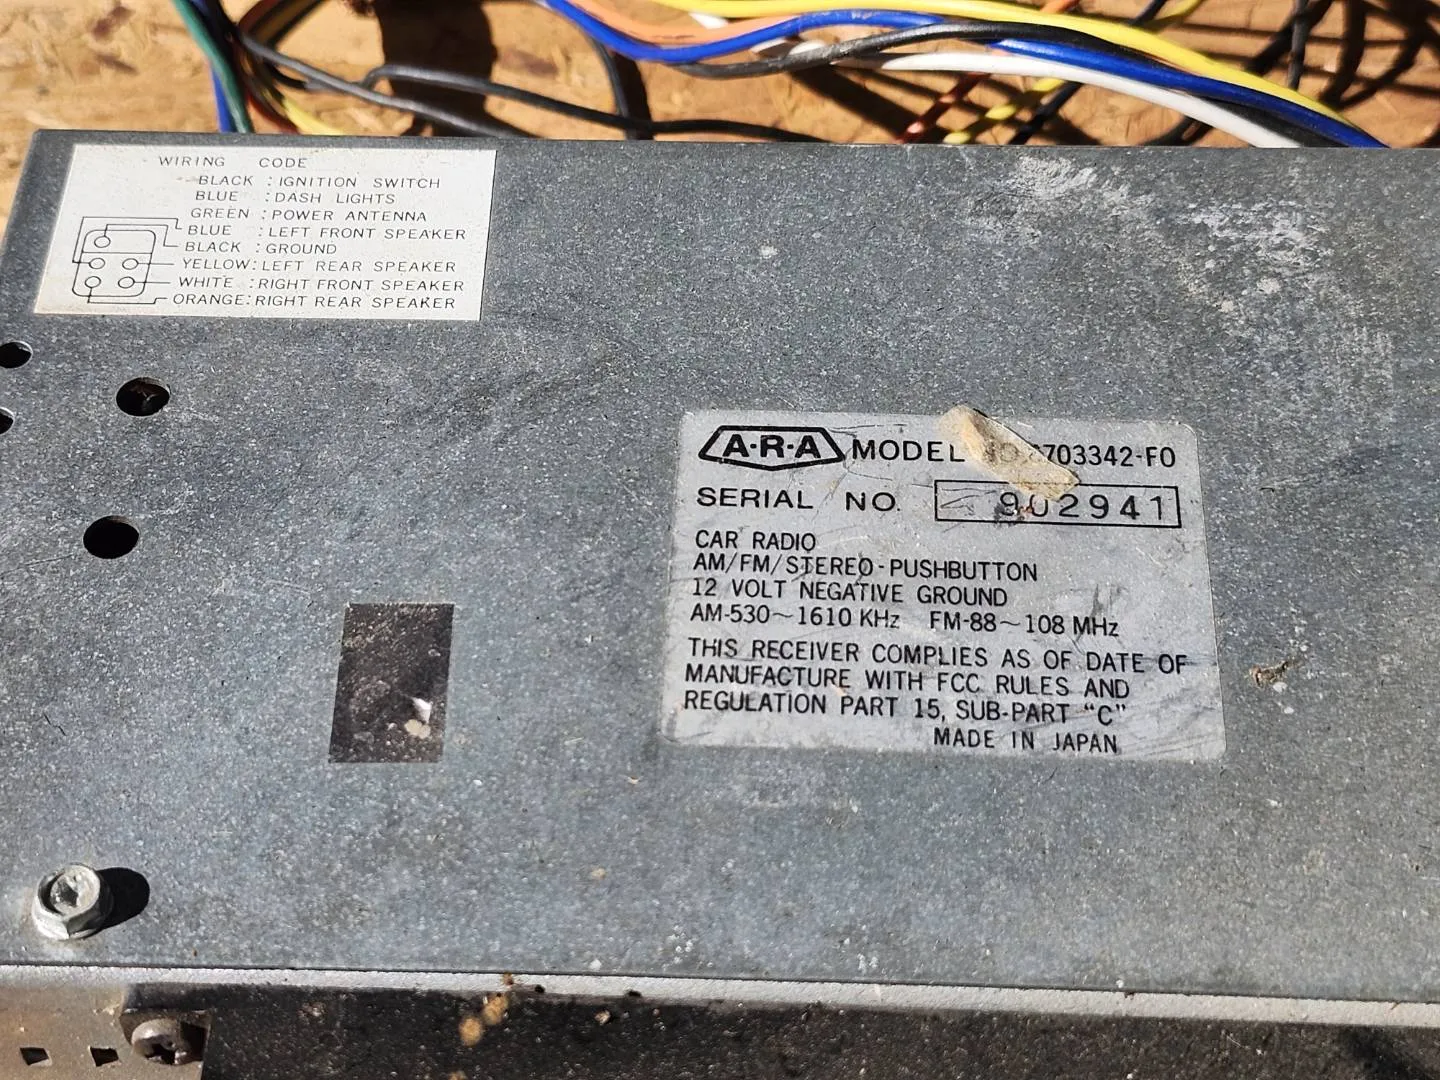 WIRING CODE
BLACK : IGNITION SWITCH
BLUE : DASH LIGHTS
GREEN : POWER ANTENNA
BLUE : LEFT FRONT SPEAKER
BLACK : GROUND
YELLOW: LEFT REAR SPEAKER
WHITE : RIGHT FRONT SPEAKER
ORANGE: RIGHT REAR SPEAKER
A·R·A MODEL
SERIAL NO. 902941
CAR RADIO
AM/FM/STEREO-PUSHBUTTON
12 VOLT NEGATIVE GROUND
AM-530~1610 KHz FM-88~108 MHz
THIS RECEIVER COMPLIES AS OF DATE OF
MANUFACTURE WITH FCC RULES AND
REGULATION PART 15, SUB-PART "C"
MADE IN JAPAN